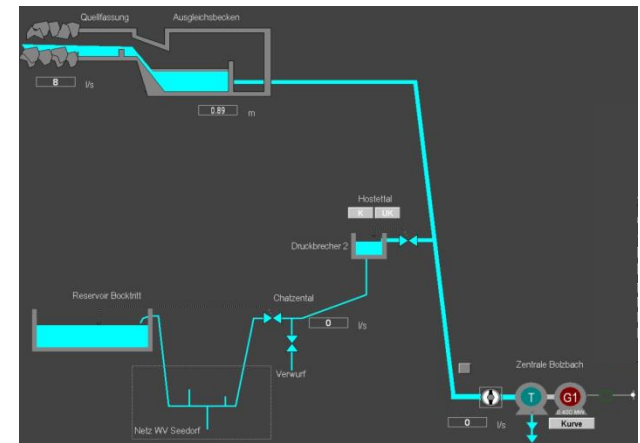 Quellfassung
Ausgleichsbecken
8 l/s
0.89 m
Hostettal
K UK
Druckbrecher 2
Reservoir Bocktritt
Chatzental
0 l/s
Verwurf
Netz WV Seedorf
Zentrale Bolzbach
T G1
0 l/s
Kurve